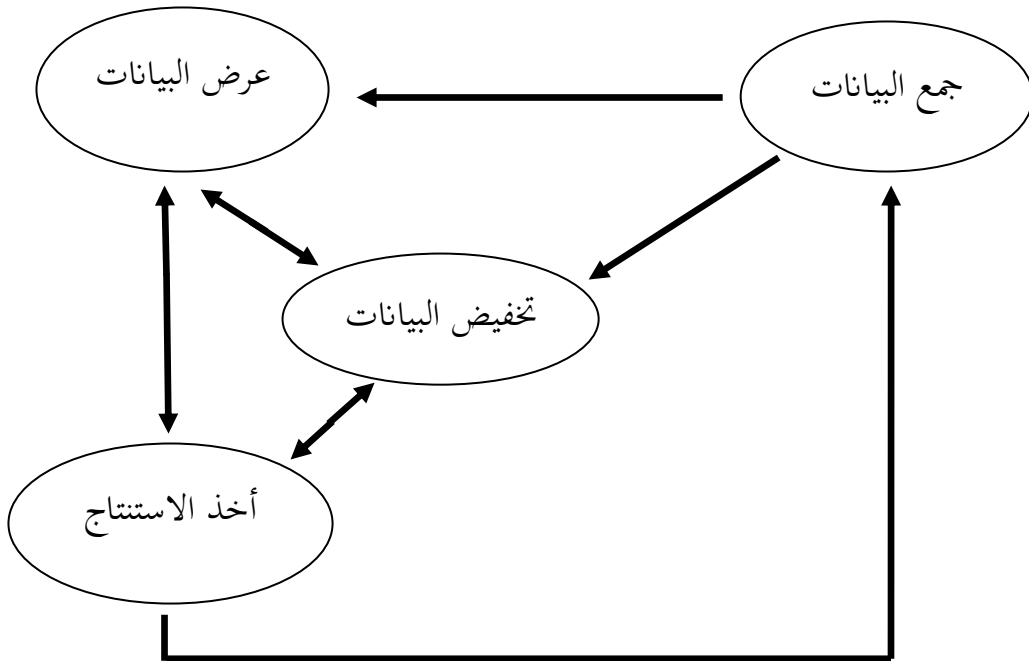 جمع البيانات
عرض البيانات
تخفيض البيانات
أخذ الاستنتاج